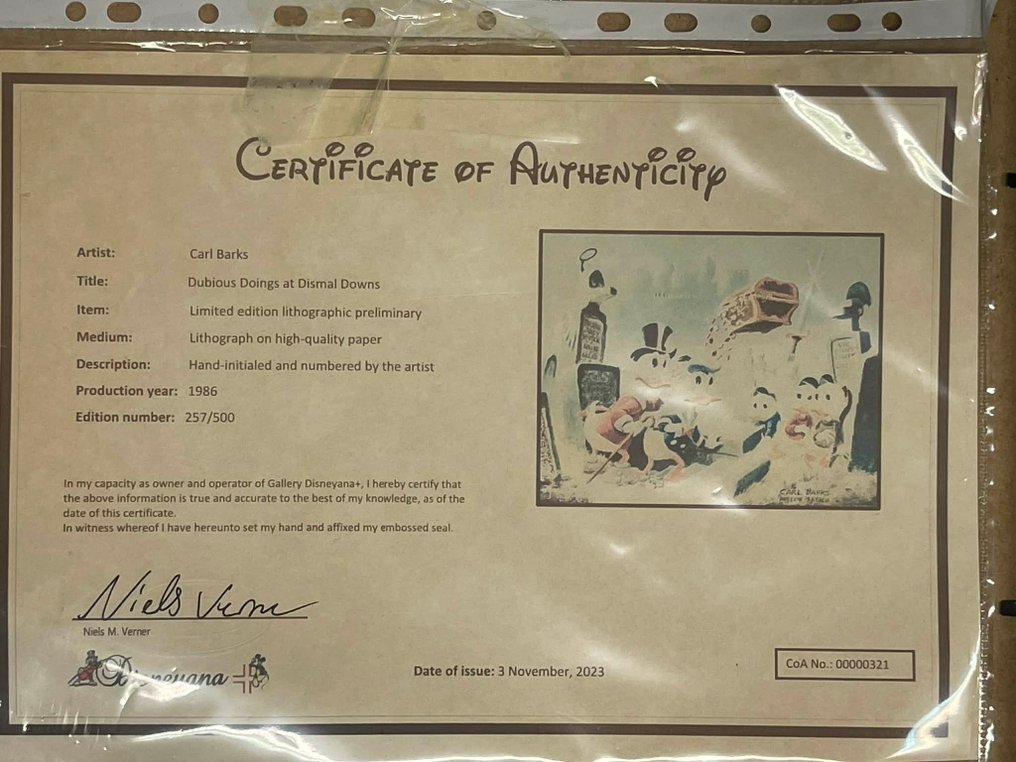 Certificate of Authenticity
Artist: Carl Barks
Title: Dubious Doings at Dismal Downs
Item: Limited edition lithographic preliminary
Medium: Lithograph on high-quality paper
Description: Hand-initialed and numbered by the artist
Production year: 1986
Edition number: 257/500
CARL BARKS
In my capacity as owner and operator of Gallery Disneyana+, I hereby certify that
the above information is true and accurate to the best of my knowledge, as of the
date of this certificate.
In witness whereof I have hereunto set my hand and affixed my embossed seal.
Niels Verner
Niels M. Verner
Disneyana+
Date of issue: 3 November, 2023
CoA No.: 00000321